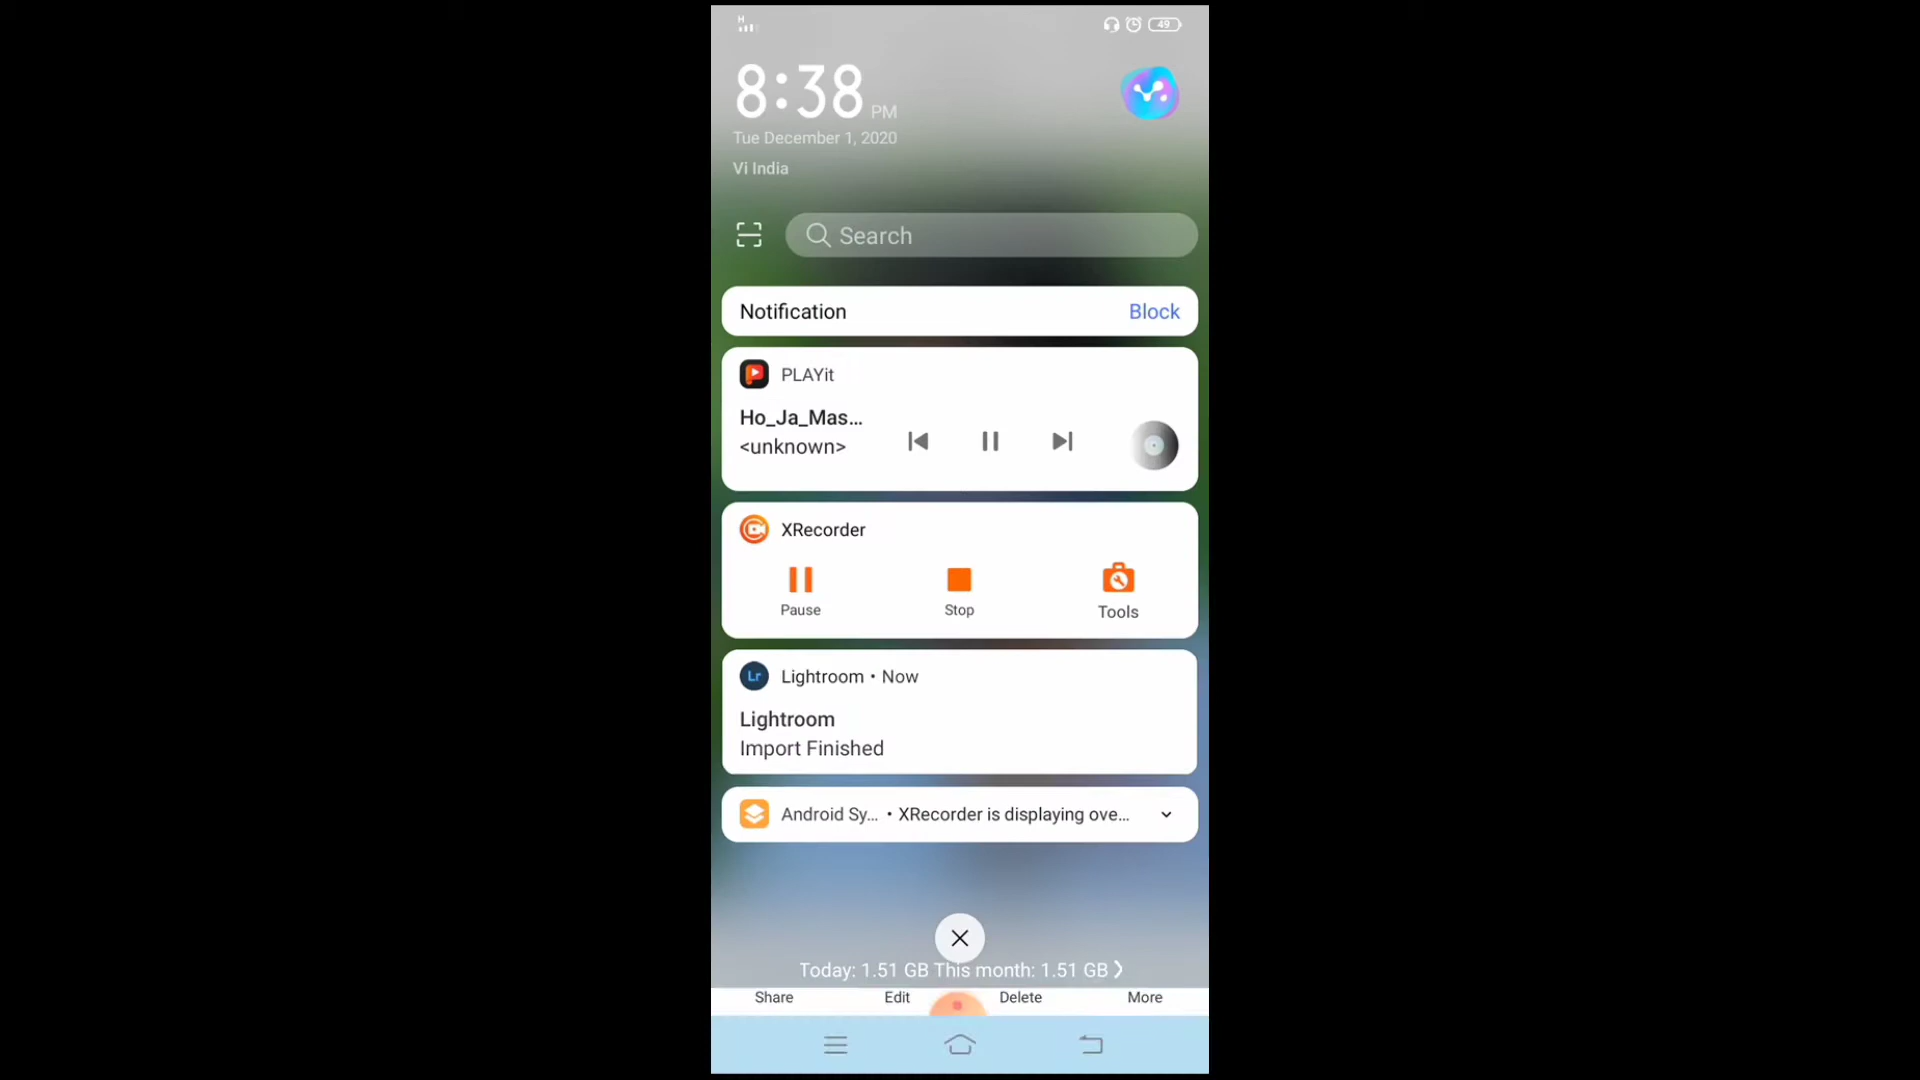 H
49
8:38 PM
Tue December 1, 2020
Vi India
Search
Notification Block
PLAYit
Ho_Ja_Mas...
<unknown>
XRecorder
Pause Stop Tools
Lr Lightroom • Now
Lightroom
Import Finished
Android Sy... • XRecorder is displaying ove...
Today: 1.51 GB This month: 1.51 GB
Share Edit Delete More